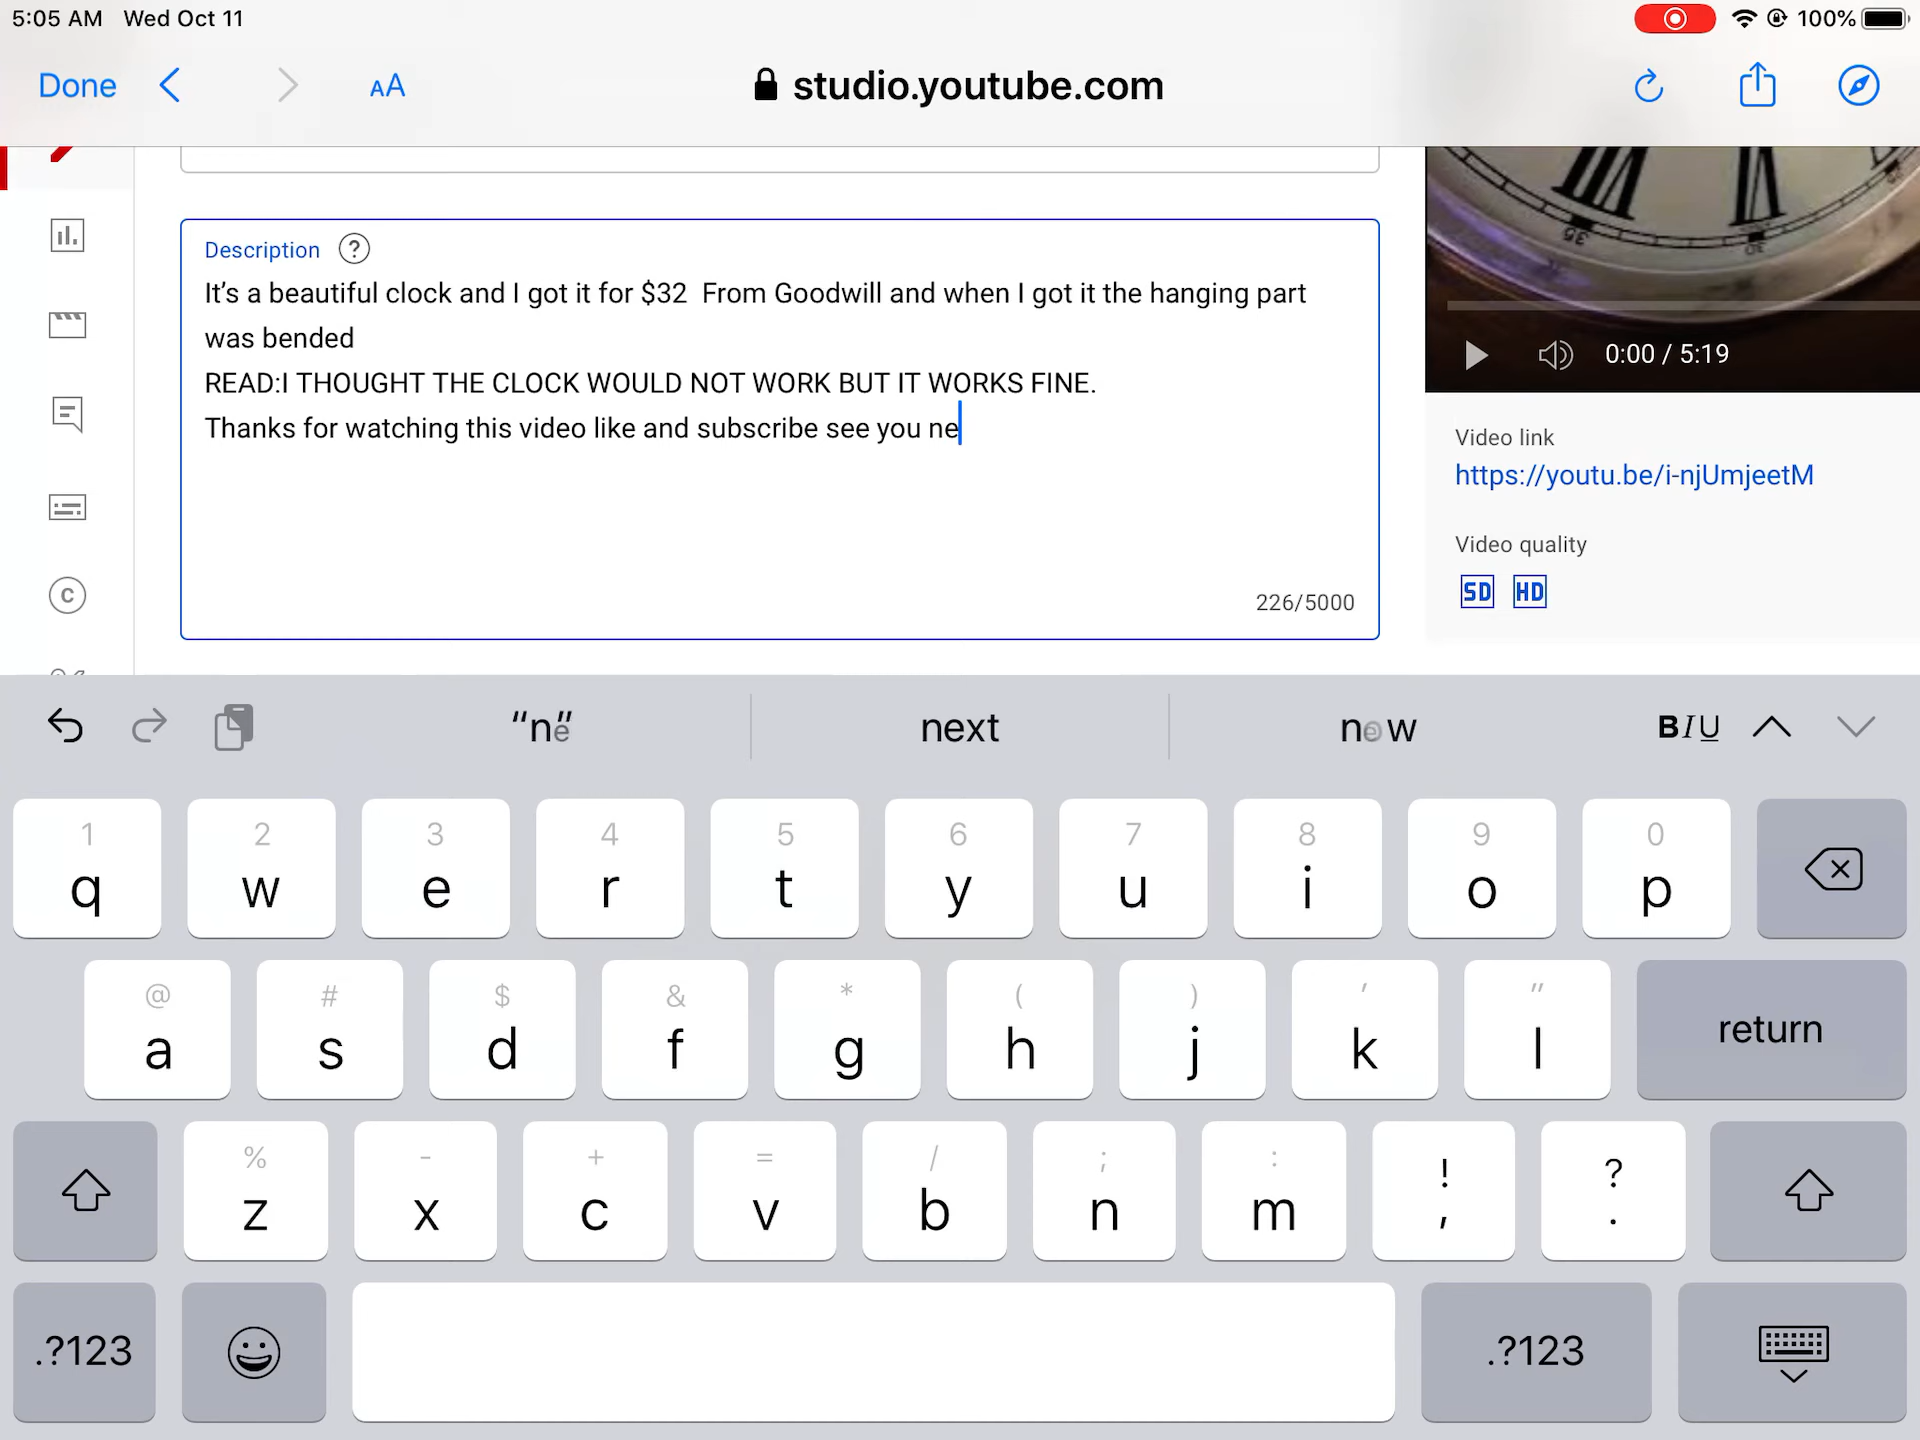 5:05 AM Wed Oct 11
100%
Done
AA
studio.youtube.com
Description ?
It's a beautiful clock and I got it for $32  From Goodwill and when I got it the hanging part
was bended
READ:I THOUGHT THE CLOCK WOULD NOT WORK BUT IT WORKS FINE.
Thanks for watching this video like and subscribe see you ne
226/5000
35
30
0:00 / 5:19
Video link
https://youtu.be/i-njUmjeetM
Video quality
SD HD
C
"ne" next now
BIU
1 2 3 4 5 6 7 8 9 0
q w e r t y u i o p
@ # $ & * ( ) ' "
a s d f g h j k l return
% - + = / ; : ! ?
z x c v b n m , .
.?123 .?123